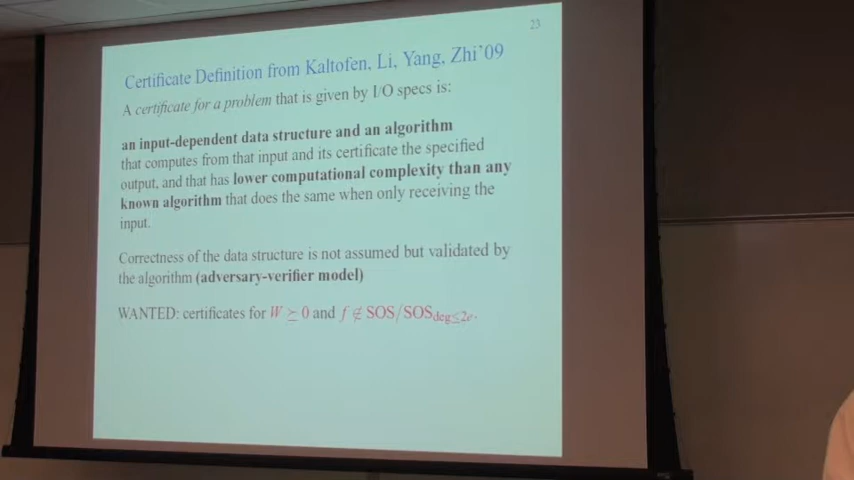 23
Certificate Definition from Kaltofen, Li, Yang, Zhi'09
A certificate for a problem that is given by I/O specs is:
an input-dependent data structure and an algorithm
that computes from that input and its certificate the specified
output, and that has lower computational complexity than any
known algorithm that does the same when only receiving the
input.
Correctness of the data structure is not assumed but validated by
the algorithm (adversary-verifier model)
WANTED: certificates for W ⪰ 0 and f ∉ SOS/SOS_{deg≤2e}.